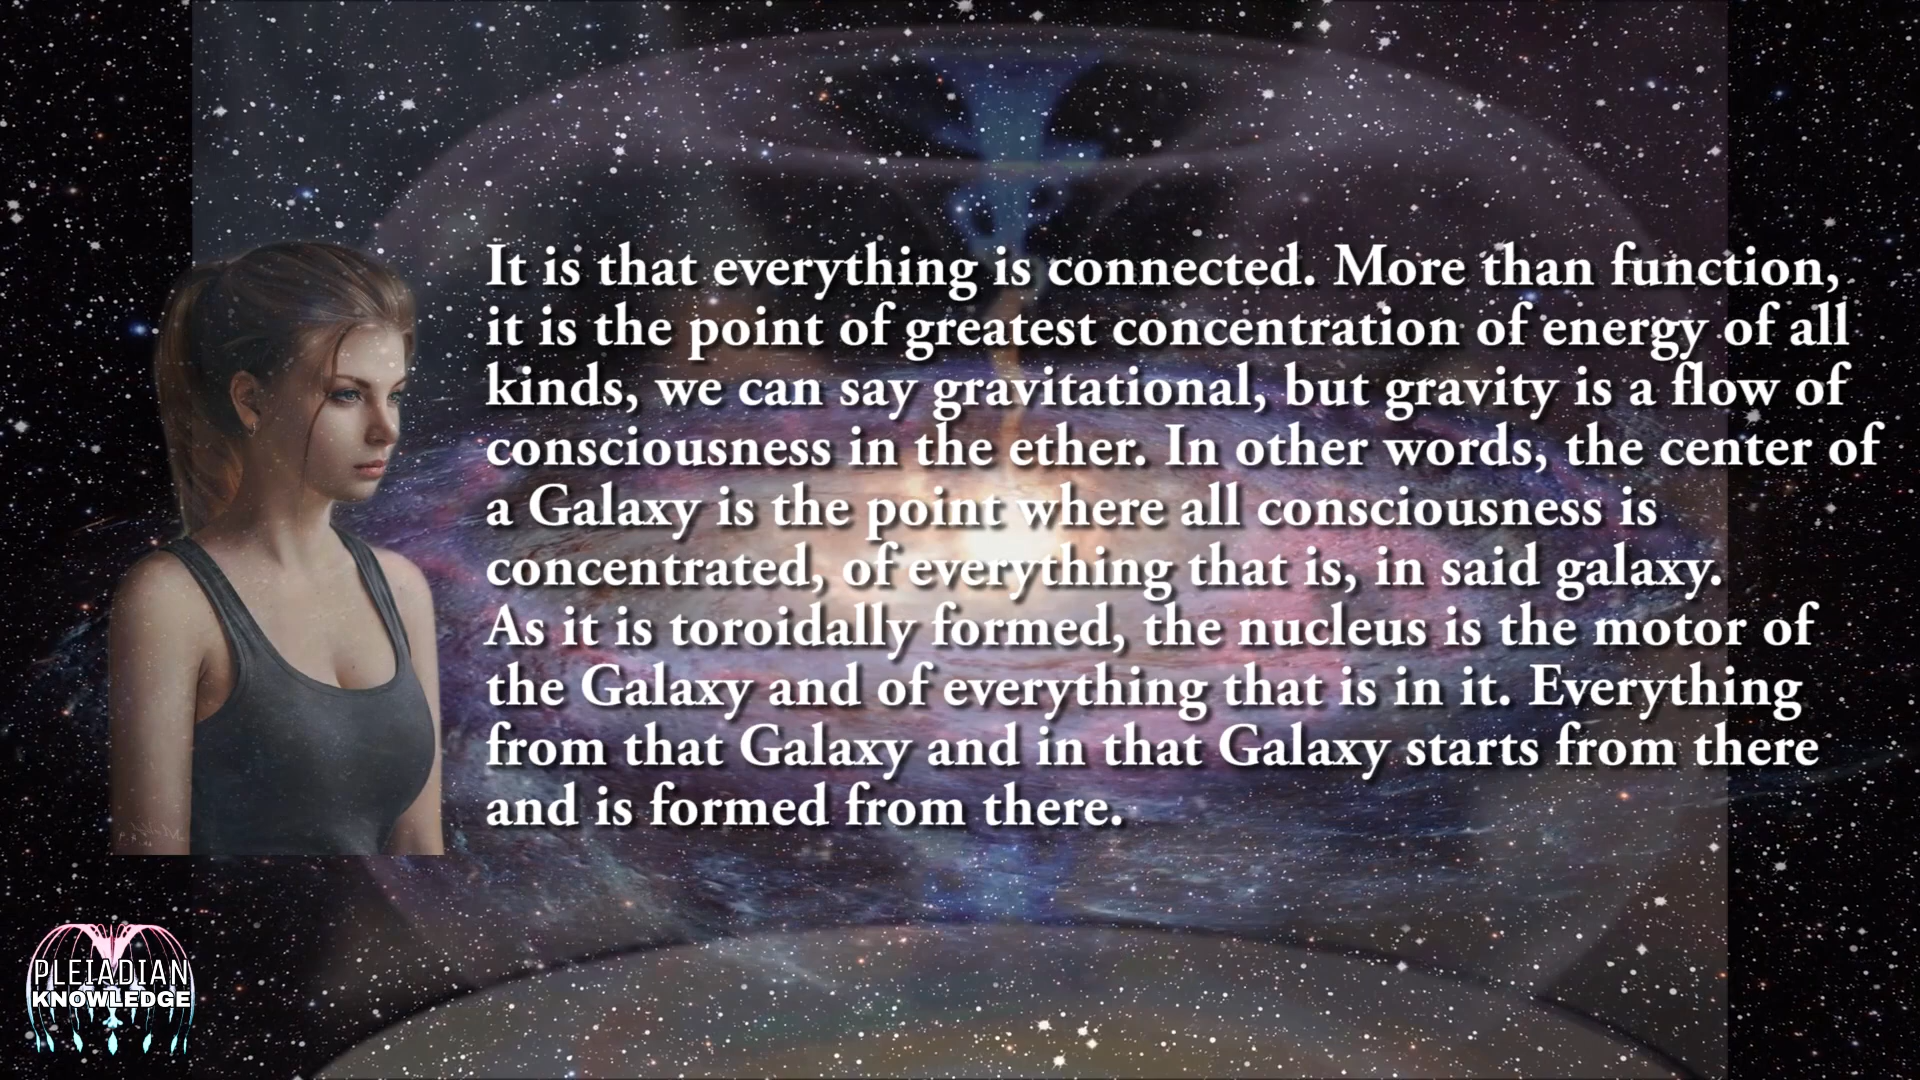 It is that everything is connected. More than function,
it is the point of greatest concentration of energy of all
kinds, we can say gravitational, but gravity is a flow of
consciousness in the ether. In other words, the center of
a Galaxy is the point where all consciousness is
concentrated, of everything that is, in said galaxy.
As it is toroidally formed, the nucleus is the motor of
the Galaxy and of everything that is in it. Everything
from that Galaxy and in that Galaxy starts from there
and is formed from there.
PLEIADIAN
KNOWLEDGE